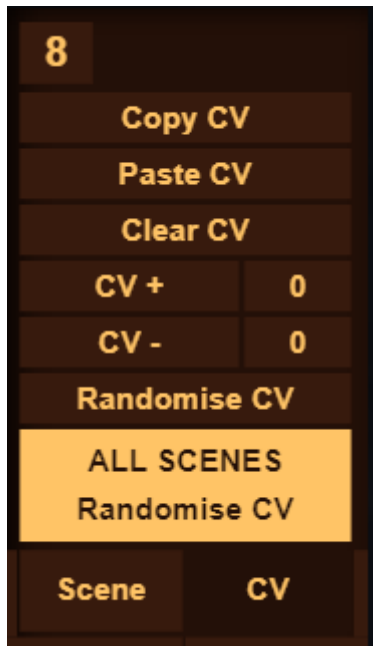 8
Copy CV
Paste CV
Clear CV
CV + 0
CV - 0
Randomise CV
ALL SCENES
Randomise CV
Scene CV